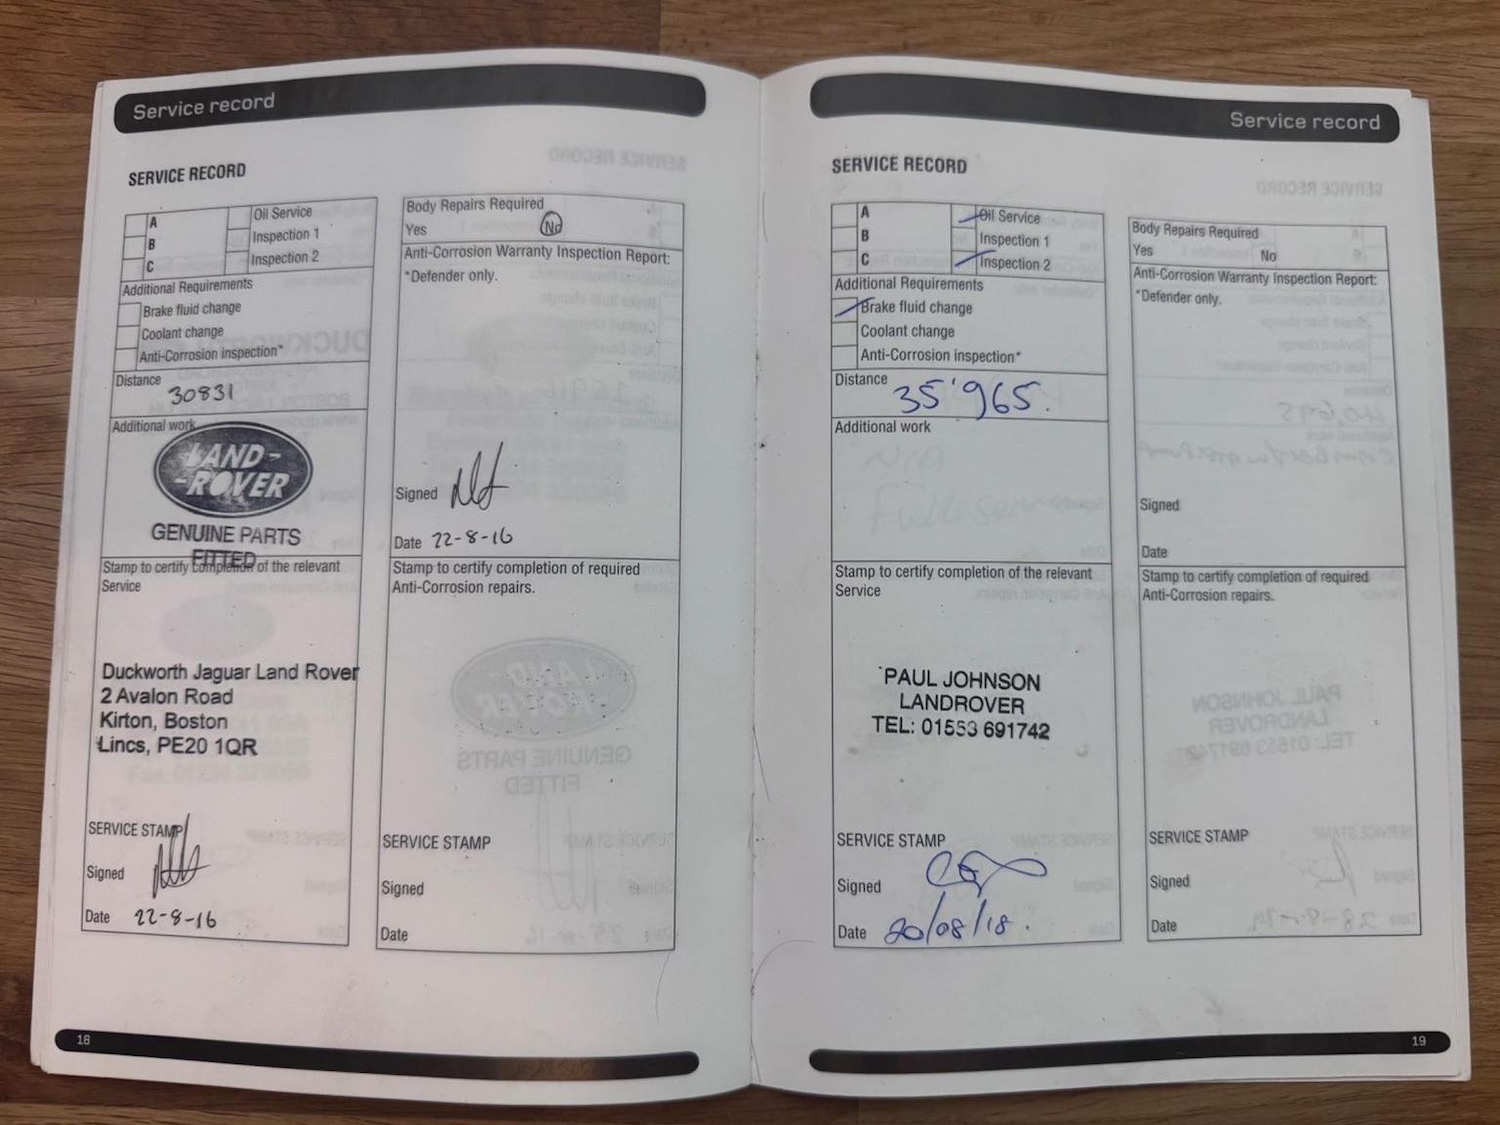 Service record
SERVICE RECORD
A
B
C
Oil Service
Inspection 1
Inspection 2
Additional Requirements
Brake fluid change
Coolant change
Anti-Corrosion inspection*
Distance
30831
Additional work
LAND-
-ROVER
GENUINE PARTS
FITTED
Stamp to certify completion of the relevant
Service
Duckworth Jaguar Land Rover
2 Avalon Road
Kirton, Boston
Lincs, PE20 1QR
SERVICE STAMP
Signed
Date 22-8-16
Body Repairs Required
Yes No
Anti-Corrosion Warranty Inspection Report:
*Defender only.
Signed
Date 22-8-16
Stamp to certify completion of required
Anti-Corrosion repairs.
SERVICE STAMP
Signed
Date
18
Service record
SERVICE RECORD
A
B
C
Oil Service
Inspection 1
Inspection 2
Additional Requirements
Brake fluid change
Coolant change
Anti-Corrosion inspection*
Distance
35'965.
Additional work
Stamp to certify completion of the relevant
Service
PAUL JOHNSON
LANDROVER
TEL: 01553 691742
SERVICE STAMP
Signed
Date 20/08/18.
Body Repairs Required
Yes No
Anti-Corrosion Warranty Inspection Report:
*Defender only.
Signed
Date
Stamp to certify completion of required
Anti-Corrosion repairs.
SERVICE STAMP
Signed
Date
19